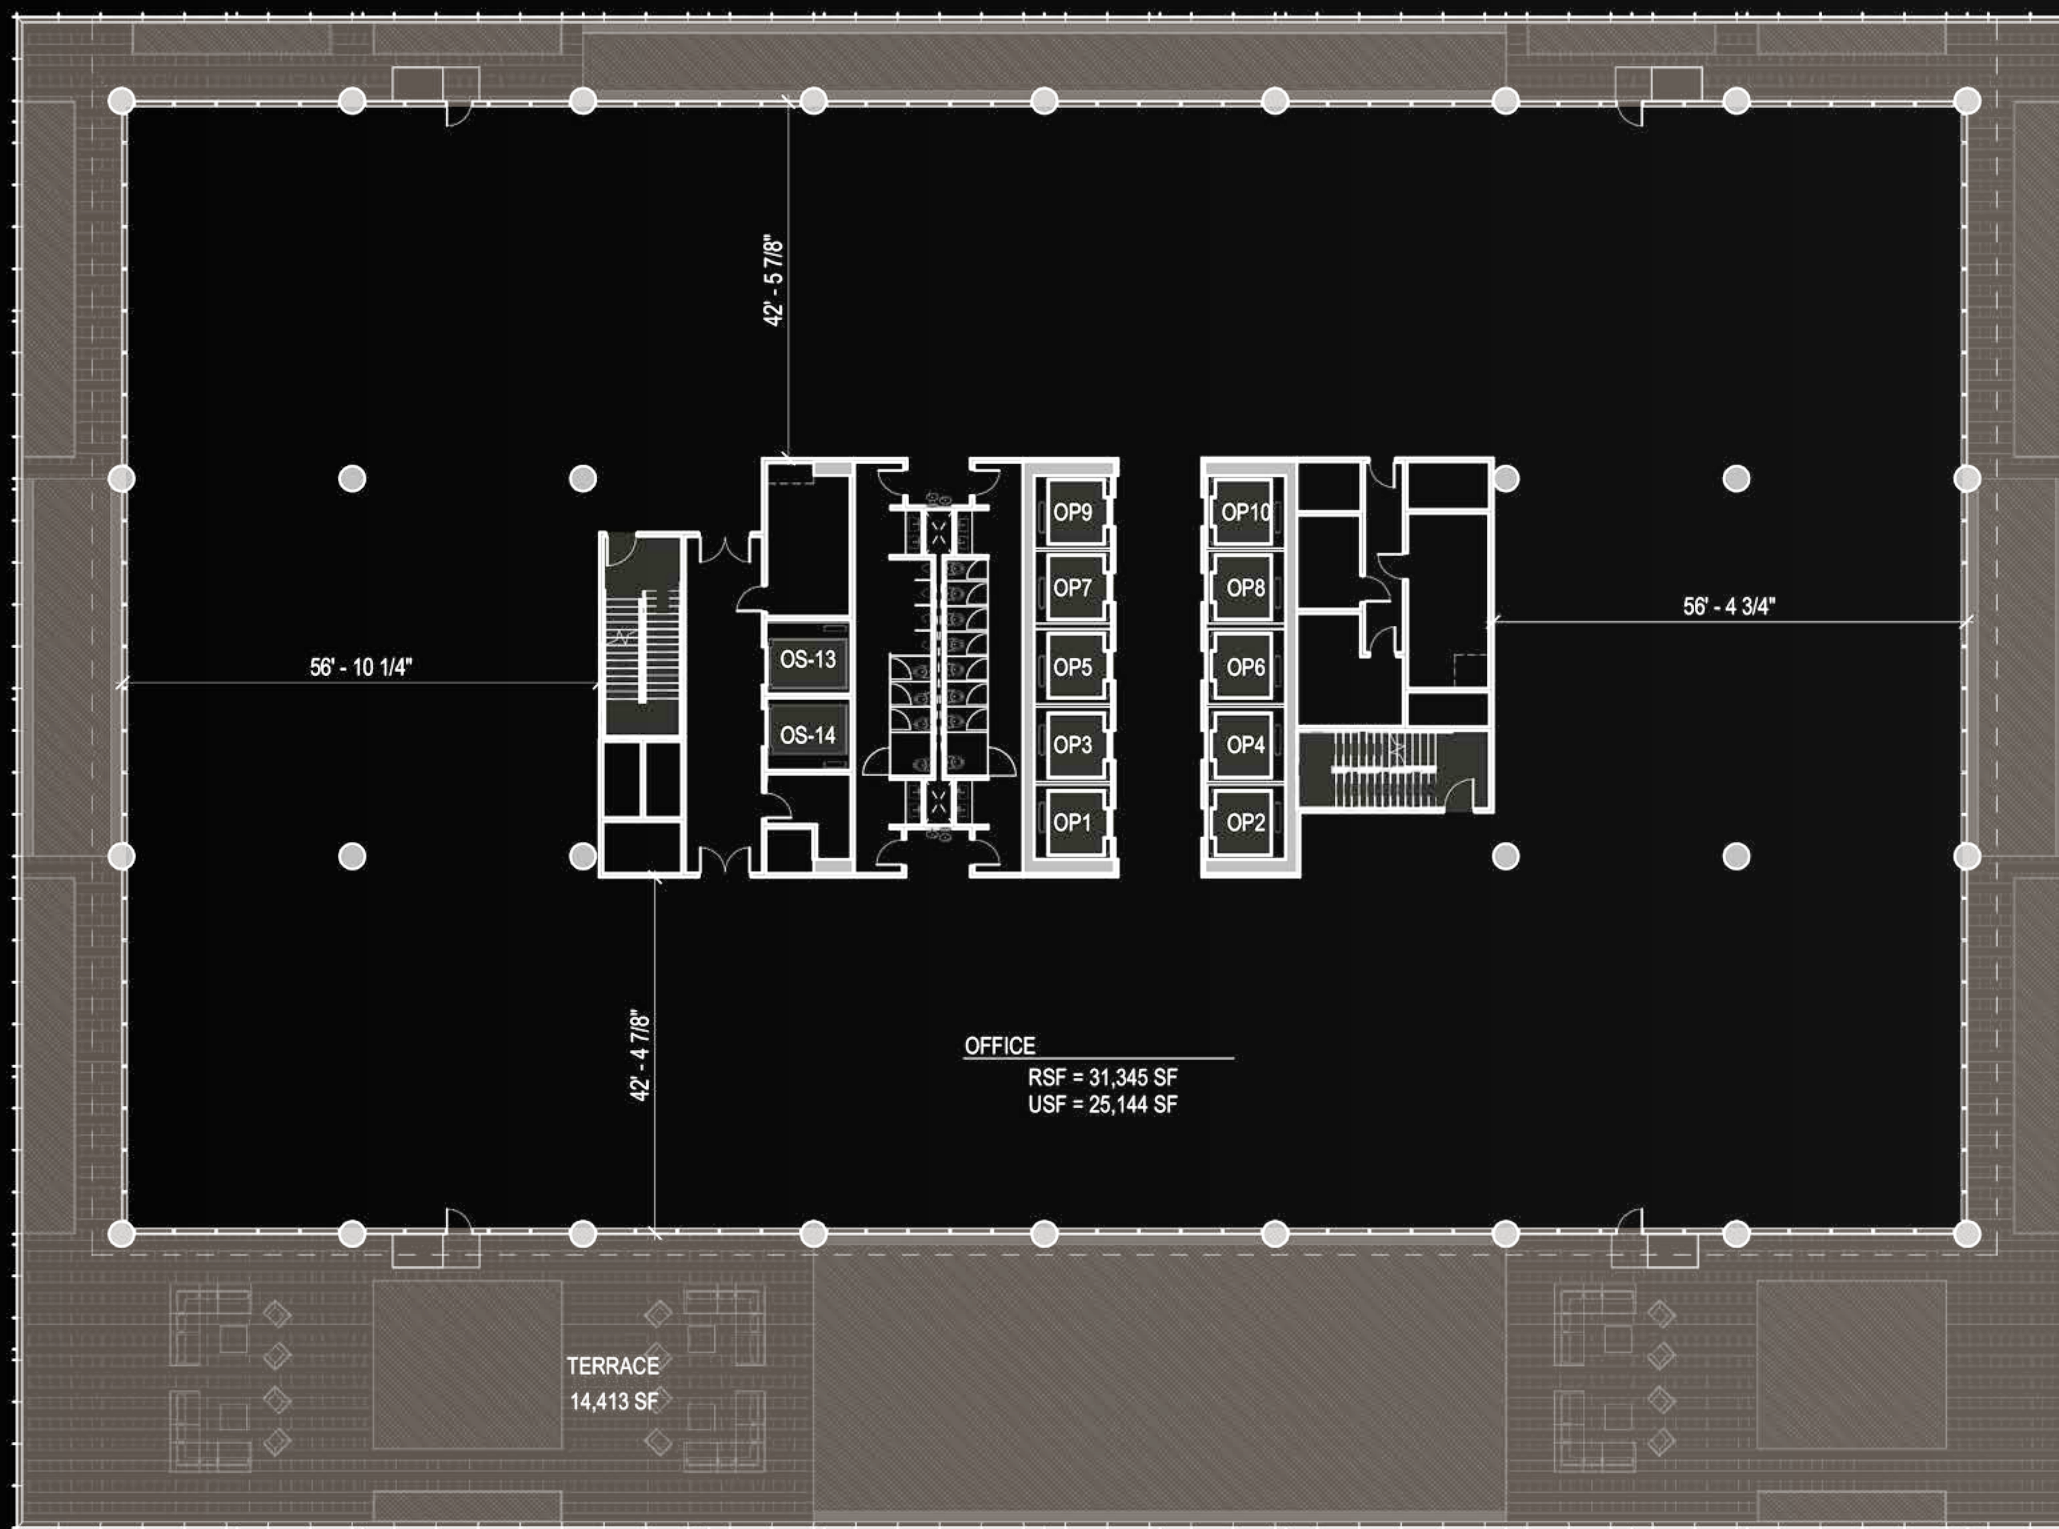 42' - 5 7/8"
OP9
OP10
OP7
OP8
56' - 4 3/4"
56' - 10 1/4"
OS-13
OP5
OP6
OS-14
OP3
OP4
OP1
OP2
42' - 4 7/8"
OFFICE
RSF = 31,345 SF
USF = 25,144 SF
TERRACE
14,413 SF